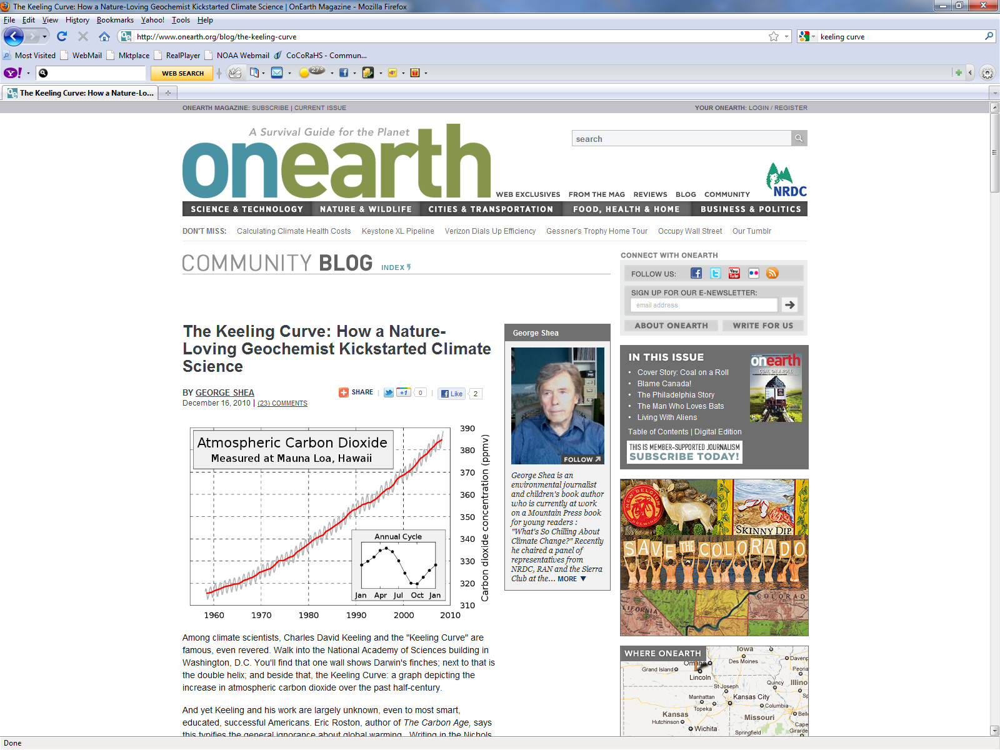 The Keeling Curve: How a Nature-Loving Geochemist Kickstarted Climate Science | OnEarth Magazine - Mozilla Firefox
File Edit View History Bookmarks Yahoo! Tools Help
http://www.onearth.org/blog/the-keeling-curve
keeling curve
Most Visited WebMail Mktplace RealPlayer NOAA Webmail CoCoRaHS - Commun...
Y! WEB SEARCH 27°
The Keeling Curve: How a Nature-Lo...
ONEARTH MAGAZINE: SUBSCRIBE | CURRENT ISSUE
YOUR ONEARTH: LOGIN / REGISTER
A Survival Guide for the Planet
onearth
search
NRDC
WEB EXCLUSIVES FROM THE MAG REVIEWS BLOG COMMUNITY
SCIENCE & TECHNOLOGY NATURE & WILDLIFE CITIES & TRANSPORTATION FOOD, HEALTH & HOME BUSINESS & POLITICS
DON'T MISS: Calculating Climate Health Costs Keystone XL Pipeline Verizon Dials Up Efficiency Gessner's Trophy Home Tour Occupy Wall Street Our Tumblr
COMMUNITY BLOG INDEX
The Keeling Curve: How a Nature-
Loving Geochemist Kickstarted Climate
Science
BY GEORGE SHEA
December 16, 2010 | (23) COMMENTS
SHARE | +1 0 | Like 2
Atmospheric Carbon Dioxide
Measured at Mauna Loa, Hawaii
390
380
370
360
350
340
330
320
310
Carbon dioxide concentration (ppmv)
Annual Cycle
Jan Apr Jul Oct Jan
1960 1970 1980 1990 2000 2010
Among climate scientists, Charles David Keeling and the "Keeling Curve" are
famous, even revered. Walk into the National Academy of Sciences building in
Washington, D.C. You'll find that one wall shows Darwin's finches; next to that is
the double helix; and beside that, the Keeling Curve: a graph depicting the
increase in atmospheric carbon dioxide over the past half-century.
And yet Keeling and his work are largely unknown, even to most smart,
educated, successful Americans. Eric Roston, author of The Carbon Age, says
this typifies the general ignorance about global warming. Writing in the Nichols
George Shea
FOLLOW
George Shea is an
environmental journalist
and children's book author
who is currently at work
on a Mountain Press book
for young readers :
"What's So Chilling About
Climate Change?" Recently
he chaired a panel of
representatives from
NRDC, RAN and the Sierra
Club at the... MORE
CONNECT WITH ONEARTH
FOLLOW US:
SIGN UP FOR OUR E-NEWSLETTER:
email address
ABOUT ONEARTH WRITE FOR US
IN THIS ISSUE
• Cover Story: Coal on a Roll
• Blame Canada!
• The Philadelphia Story
• The Man Who Loves Bats
• Living With Aliens
Table of Contents | Digital Edition
THIS IS MEMBER-SUPPORTED JOURNALISM
SUBSCRIBE TODAY!
onearth
COAL ON A ROLL
NEW BELGIUM
BREWING
SKINNY DIP
SAVE THE COLORADO
WHERE ONEARTH
Iowa
Omaha
Des Moines
Davenp
Grand Island
Lincoln
Peoria
St Joseph
Quincy
Illino
Manhattan
Kansas City
Topeka
Columbia
Kansas
Missouri
Hutchinson
Wichita
Springfield
Cape
Girarde
Done